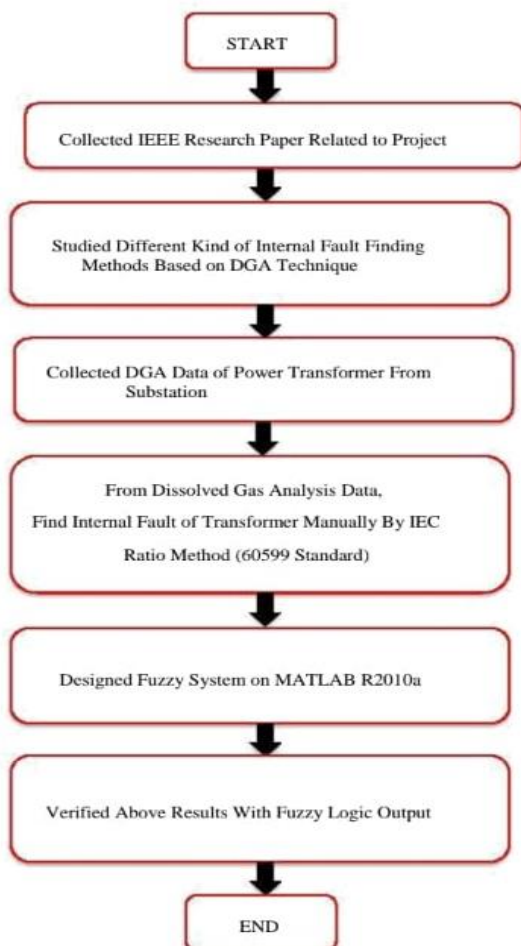 START
Collected IEEE Research Paper Related to Project
Studied Different Kind of Internal Fault Finding
Methods Based on DGA Technique
Collected DGA Data of Power Transformer From
Substation
From Dissolved Gas Analysis Data,
Find Internal Fault of Transformer Manually By IEC
Ratio Method (60599 Standard)
Designed Fuzzy System on MATLAB R2010a
Verified Above Results With Fuzzy Logic Output
END